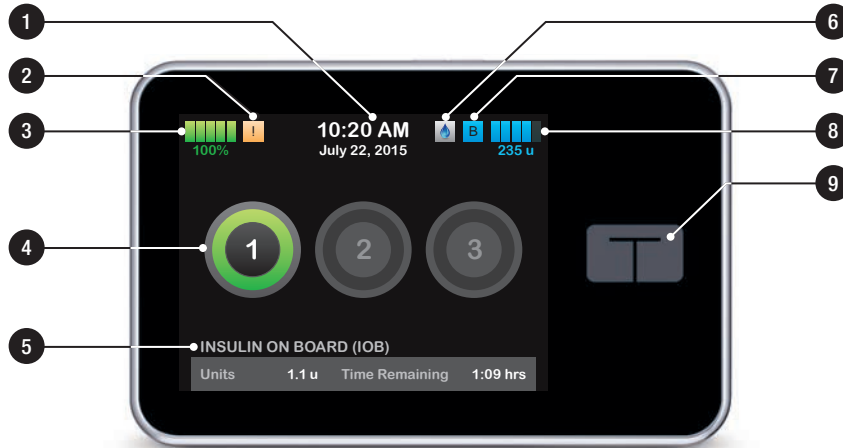 1
2
3
4
5
6
7
8
9
! 10:20 AM B
100% July 22, 2015 235 u
1 2 3
INSULIN ON BOARD (IOB)
Units 1.1 u Time Remaining 1:09 hrs